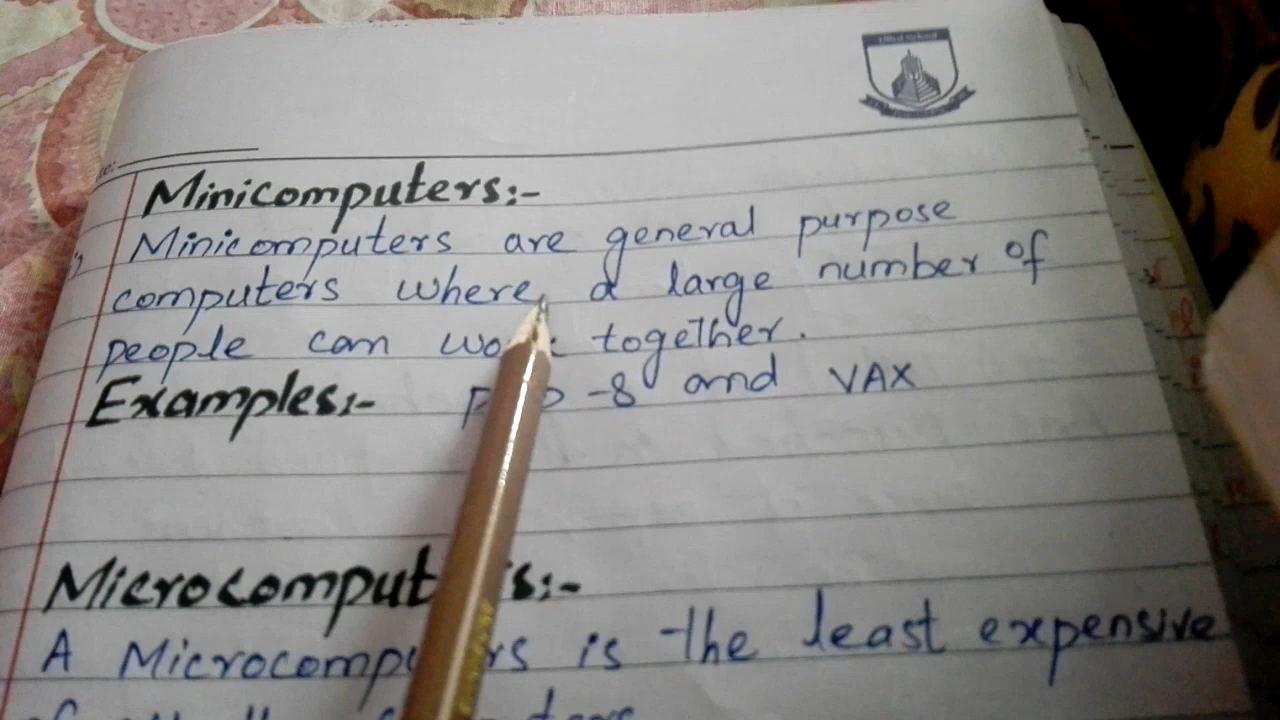 Minicomputers:-
Minicomputers are general purpose
computers where a large number of
people can together.
Examples:- -8 and VAX
Microcomputers:-
A Microcomputers is the least expensive